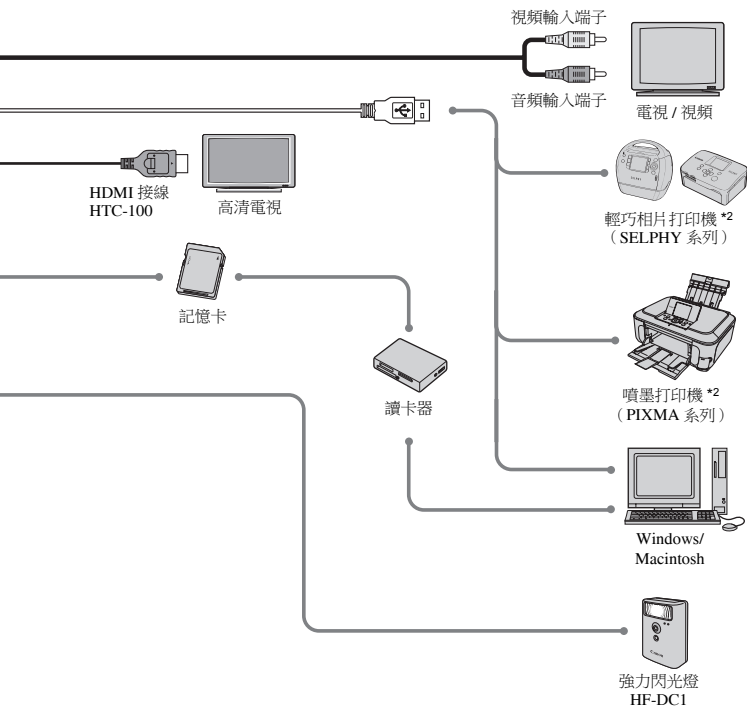 視頻輸入端子
音頻輸入端子
電視 / 視頻
HDMI 接線
HTC-100
高清電視
輕巧相片打印機 *2
（SELPHY 系列）
記憶卡
讀卡器
噴墨打印機 *2
（PIXMA 系列）
Windows/
Macintosh
Canon
強力閃光燈
HF-DC1